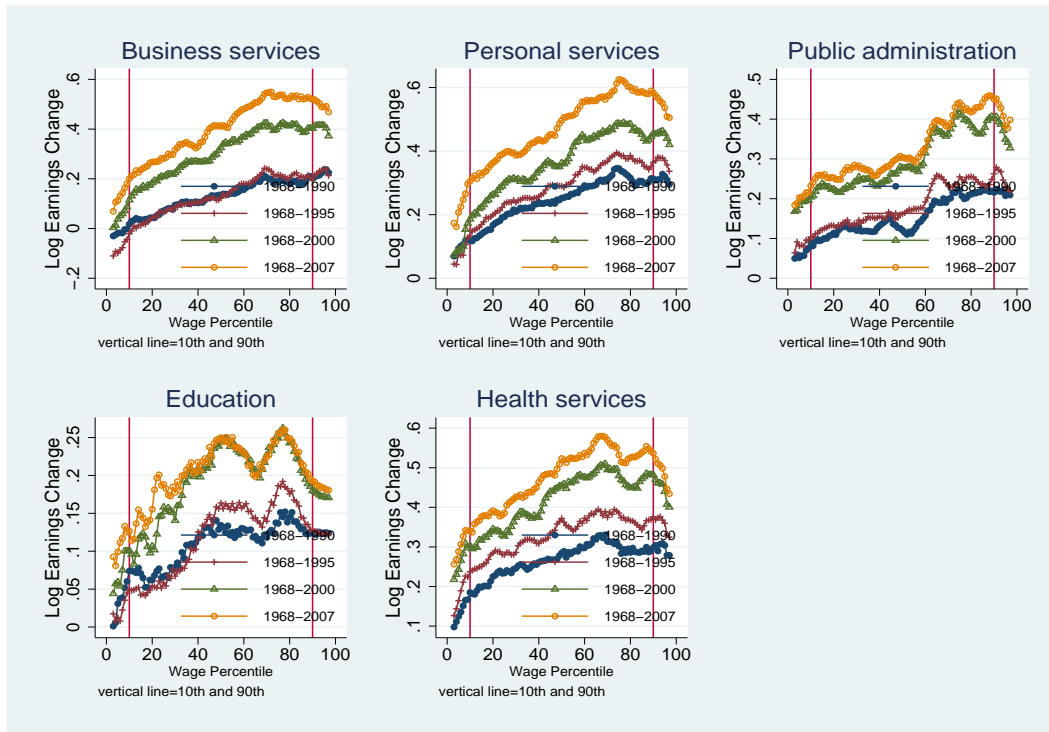 Business services
Log Earnings Change
-.2 0 .2 .4 .6
1968-1990
1968-1995
1968-2000
1968-2007
0 20 40 60 80 100
Wage Percentile
vertical line=10th and 90th
Personal services
Log Earnings Change
0 .2 .4 .6
1968-1990
1968-1995
1968-2000
1968-2007
0 20 40 60 80 100
Wage Percentile
vertical line=10th and 90th
Public administration
Log Earnings Change
0 .1 .2 .3 .4 .5
1968-1990
1968-1995
1968-2000
1968-2007
0 20 40 60 80 100
Wage Percentile
vertical line=10th and 90th
Education
Log Earnings Change
0 .05 .1 .15 .2 .25
1968-1990
1968-1995
1968-2000
1968-2007
0 20 40 60 80 100
Wage Percentile
vertical line=10th and 90th
Health services
Log Earnings Change
.1 .2 .3 .4 .5 .6
1968-1990
1968-1995
1968-2000
1968-2007
0 20 40 60 80 100
Wage Percentile
vertical line=10th and 90th